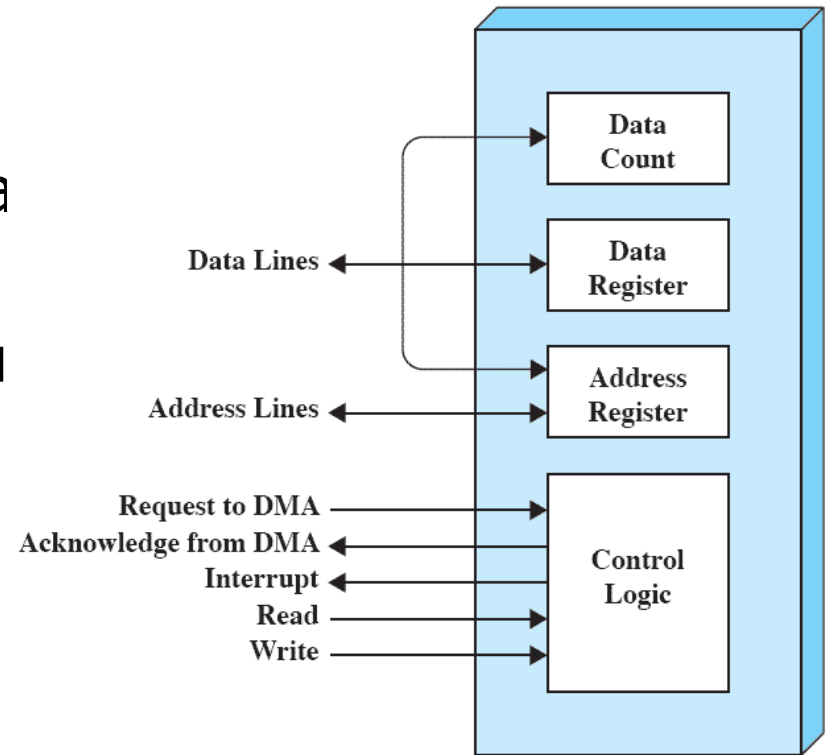 Data
Count
Data Lines
Data
Register
Address Lines
Address
Register
Request to DMA
Acknowledge from DMA
Interrupt
Read
Write
Control
Logic